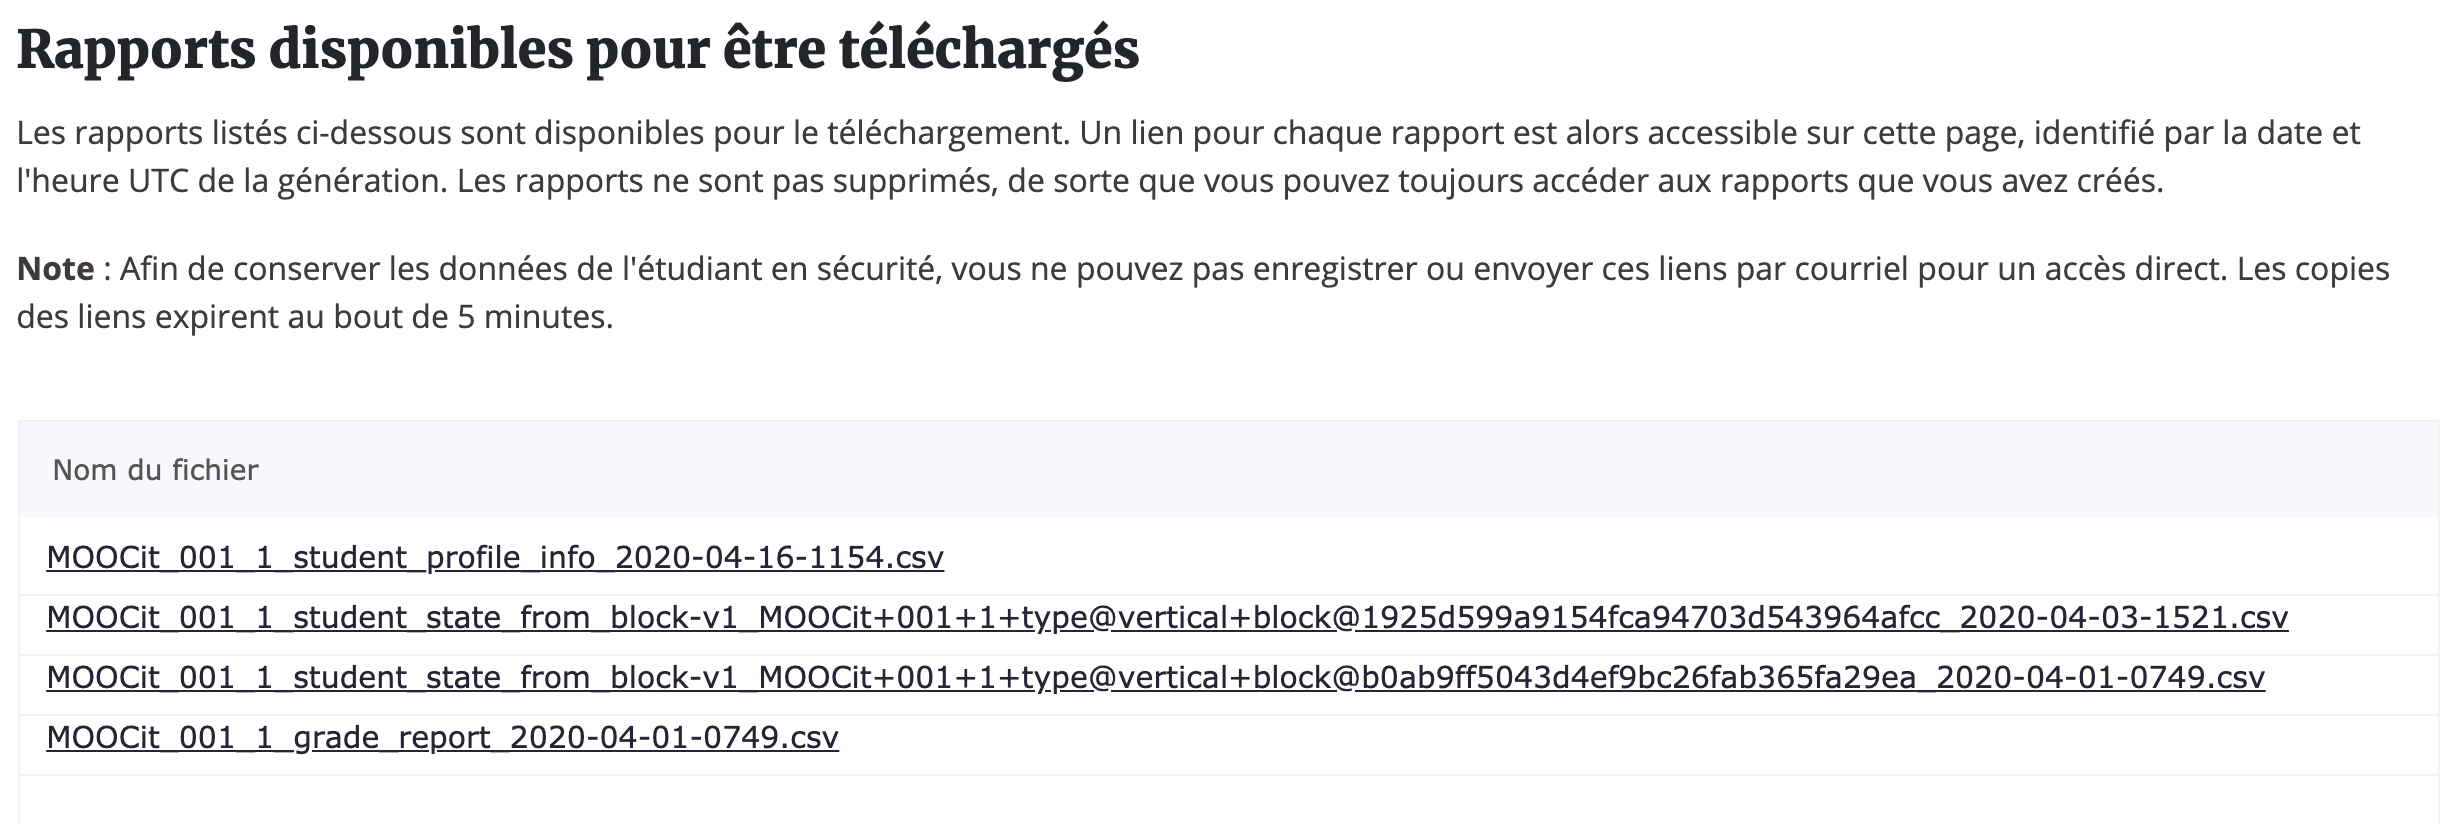 Rapports disponibles pour être téléchargés
Les rapports listés ci-dessous sont disponibles pour le téléchargement. Un lien pour chaque rapport est alors accessible sur cette page, identifié par la date et
l'heure UTC de la génération. Les rapports ne sont pas supprimés, de sorte que vous pouvez toujours accéder aux rapports que vous avez créés.
Note : Afin de conserver les données de l'étudiant en sécurité, vous ne pouvez pas enregistrer ou envoyer ces liens par courriel pour un accès direct. Les copies
des liens expirent au bout de 5 minutes.
Nom du fichier
MOOCit_001_1_student_profile_info_2020-04-16-1154.csv
MOOCit_001_1_student_state_from_block-v1_MOOCit+001+1+type@vertical+block@1925d599a9154fca94703d543964afcc_2020-04-03-1521.csv
MOOCit_001_1_student_state_from_block-v1_MOOCit+001+1+type@vertical+block@b0ab9ff5043d4ef9bc26fab365fa29ea_2020-04-01-0749.csv
MOOCit_001_1_grade_report_2020-04-01-0749.csv